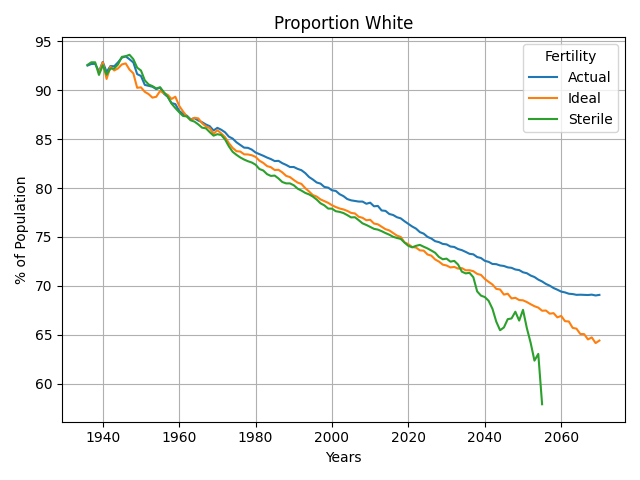 Proportion White
% of Population
95
90
85
80
75
70
65
60
Fertility
Actual
Ideal
Sterile
1940 1960 1980 2000 2020 2040 2060
Years